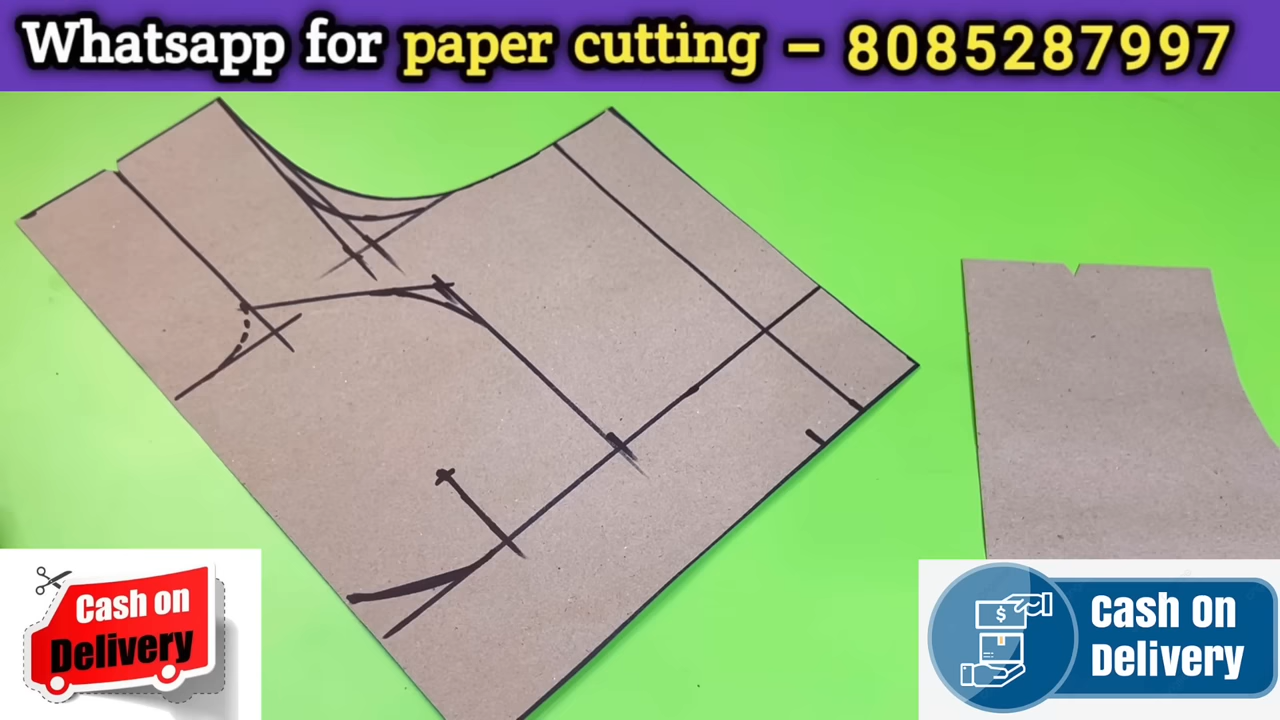 Whatsapp for paper cutting – 8085287997
Cash on
Delivery
Cash On
Delivery
$